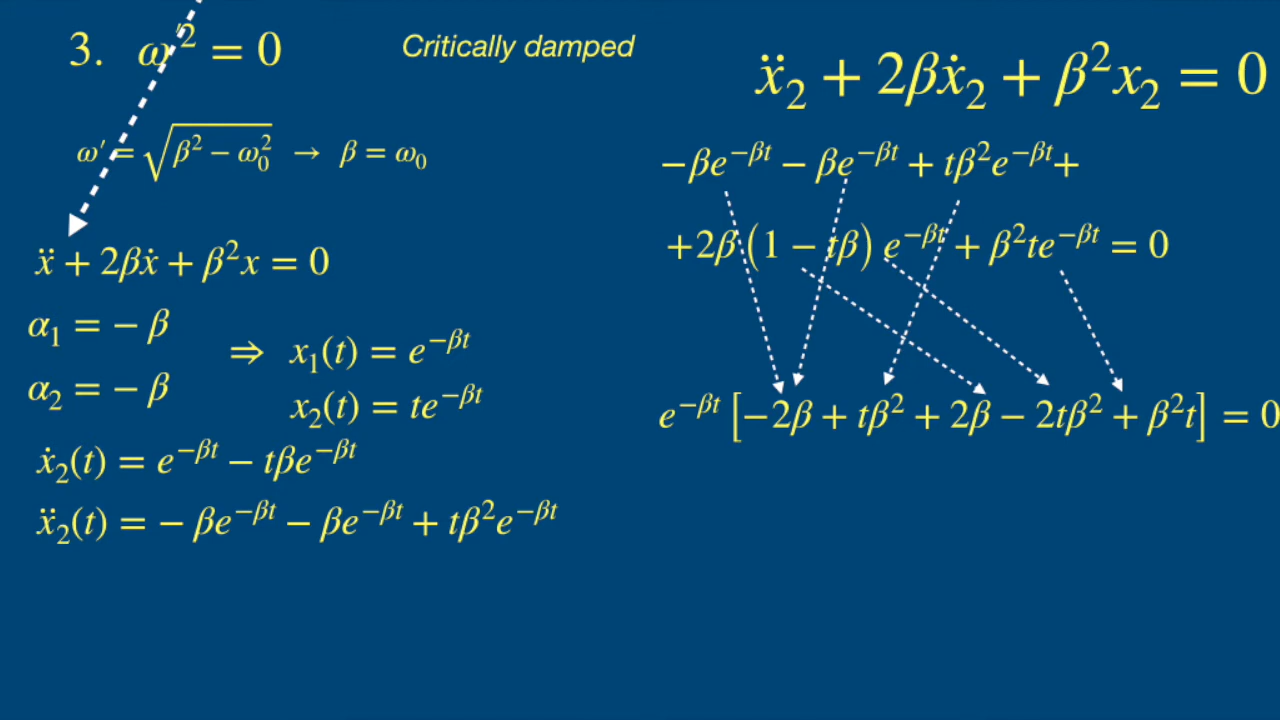 3. ω′² = 0
Critically damped
ω′ = √(β² − ω₀²) → β = ω₀
ẍ + 2βẋ + β²x = 0
α₁ = − β
α₂ = − β
⇒ x₁(t) = e^{−βt}
x₂(t) = te^{−βt}
ẋ₂(t) = e^{−βt} − tβe^{−βt}
ẍ₂(t) = − βe^{−βt} − βe^{−βt} + tβ²e^{−βt}
ẍ₂ + 2βẋ₂ + β²x₂ = 0
−βe^{−βt} − βe^{−βt} + tβ²e^{−βt}+
+2β (1 − tβ) e^{−βt} + β²te^{−βt} = 0
e^{−βt} [−2β + tβ² + 2β − 2tβ² + β²t] = 0